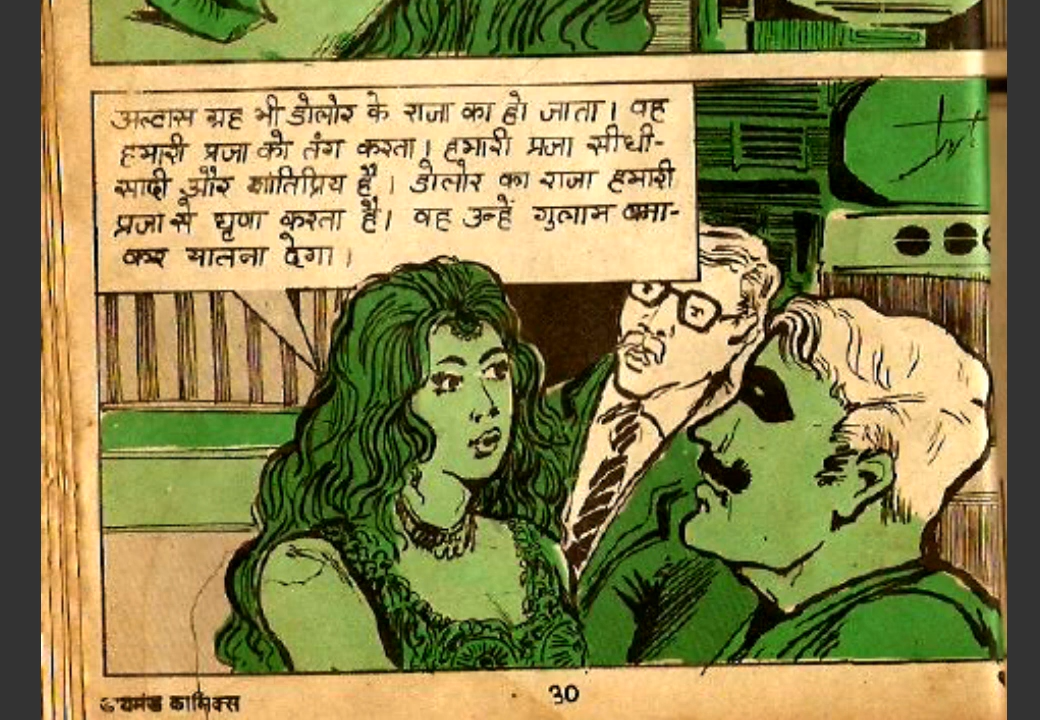 अल्टास ग्रह भी डोलोर के राजा का हो जाता। वह
हमारी प्रजा को तंग करता। हमारी प्रजा सीधी-
सादी और शांतिप्रिय है। डोलोर का राजा हमारी
प्रजा से घृणा करता है। वह उन्हें गुलाम बना-
कर यातना देगा।
कामिक्स
30